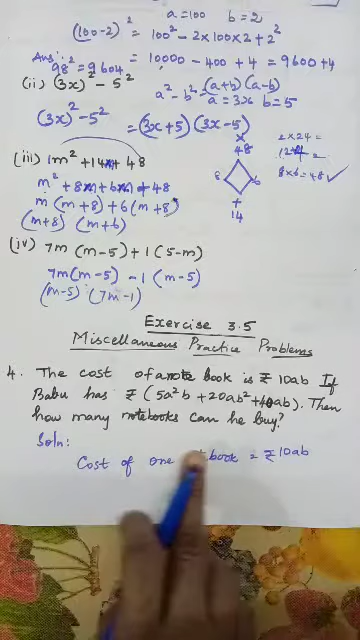 a = 100 b = 2
(100-2)² = 100² - 2×100×2 + 2²
Ans: 98² = 9604 = 10000 - 400 + 4 = 9600 + 4
(ii) (3x)² - 5²
a² - b² = (a+b)(a-b)
a = 3x b = 5
(3x)² - 5² = (3x+5) (3x-5)
(iii) 1m² + 14m + 48
m² + 8m + 6m + 48
m (m+8) + 6 (m+8)
(m+8) (m+6)
×
48
8 6
+
14
2×24 =
8×6 = 48 ✓
(iv) 7m (m-5) + 1 (5-m)
7m (m-5) - 1 (m-5)
(m-5) (7m-1)
Exercise 3.5
Miscellaneous Practice Problems
4. The cost of a note book is ₹ 10ab If
Babu has ₹ (5a²b + 20ab² + 40ab). Then
how many notebooks can he buy?
Soln:
Cost of one book = ₹ 10ab